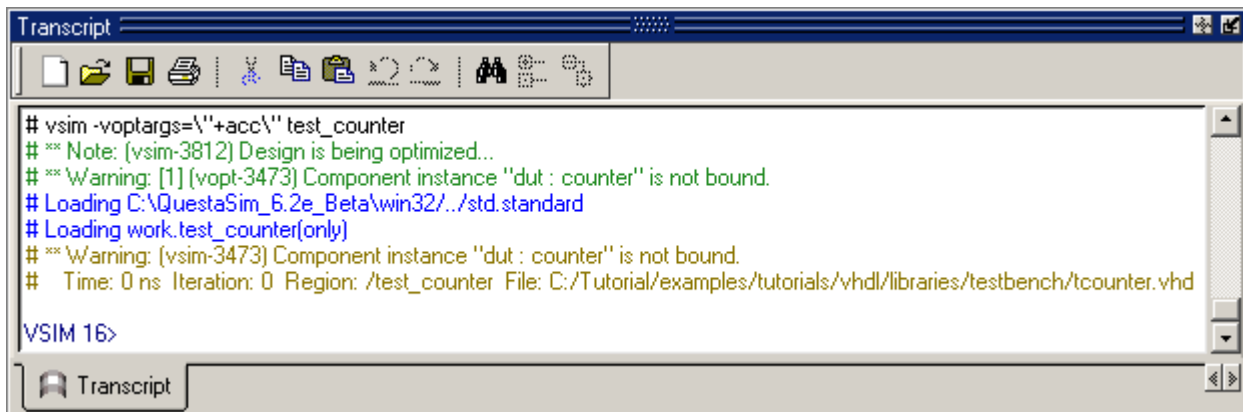 Transcript
# vsim -voptargs=\"+acc\" test_counter
# ** Note: (vsim-3812) Design is being optimized...
# ** Warning: [1] (vopt-3473) Component instance "dut : counter" is not bound.
# Loading C:\QuestaSim_6.2e_Beta\win32/../std.standard
# Loading work.test_counter(only)
# ** Warning: (vsim-3473) Component instance "dut : counter" is not bound.
#    Time: 0 ns  Iteration: 0  Region: /test_counter  File: C:/Tutorial/examples/tutorials/vhdl/libraries/testbench/tcounter.vhd
VSIM 16>
Transcript